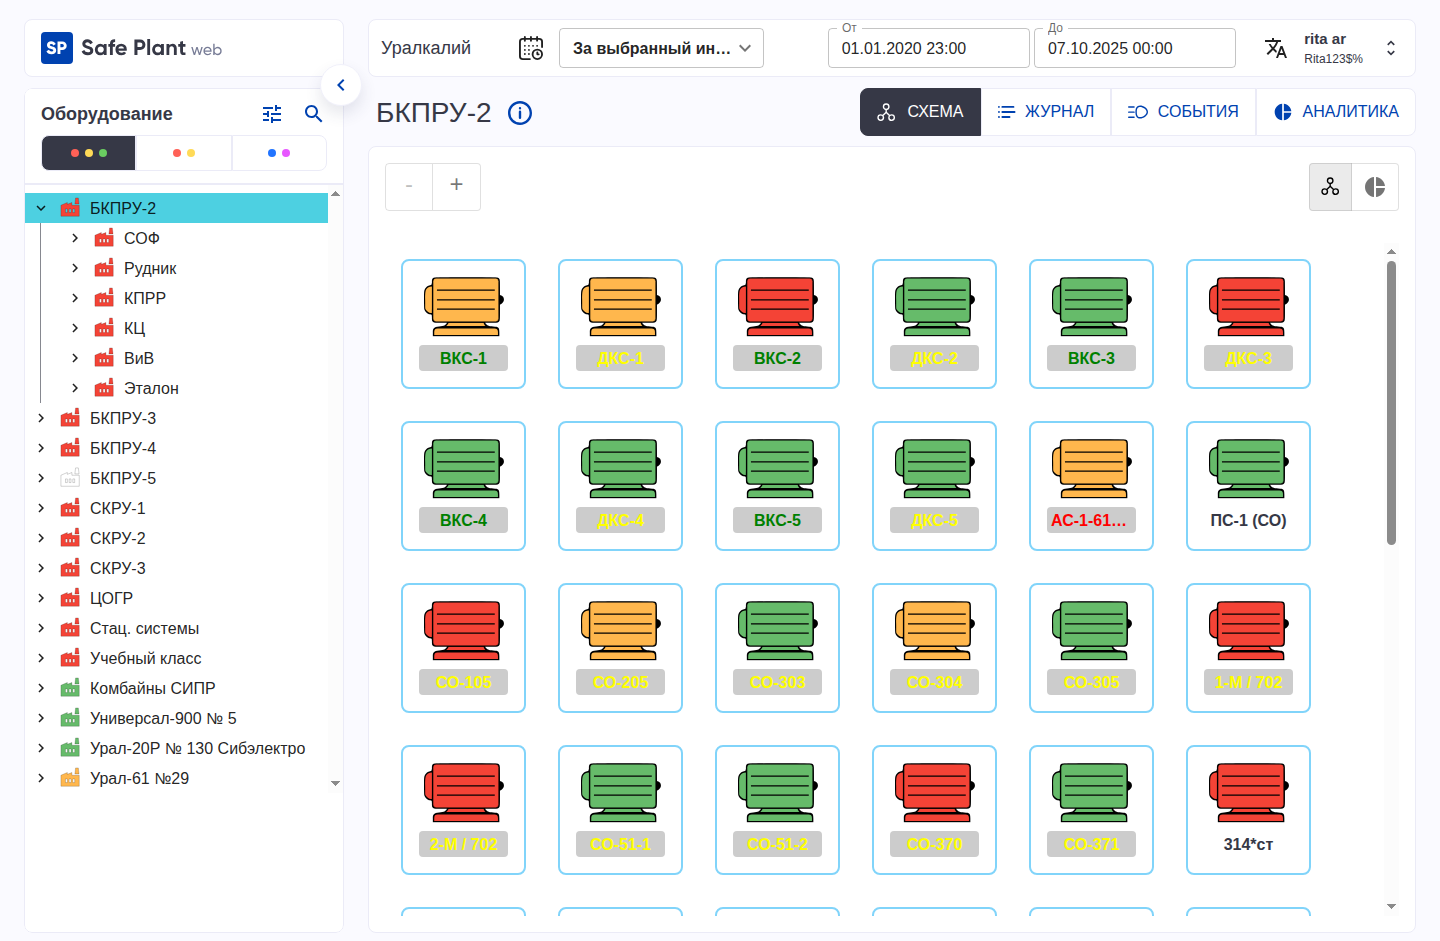 SP Safe Plant web
Уралкалий
За выбранный ин...
От
01.01.2020 23:00
До
07.10.2025 00:00
rita ar
Rita123$%
Оборудование
БКПРУ-2
СОФ
Рудник
КПРР
КЦ
ВиВ
Эталон
БКПРУ-3
БКПРУ-4
БКПРУ-5
СКРУ-1
СКРУ-2
СКРУ-3
ЦОГР
Стац. системы
Учебный класс
Комбайны СИПР
Универсал-900 № 5
Урал-20Р № 130 Сибэлектро
Урал-61 №29
БКПРУ-2
СХЕМА
ЖУРНАЛ
СОБЫТИЯ
АНАЛИТИКА
- +
ВКС-1 ДКС-1 ВКС-2 ДКС-2 ВКС-3 ДКС-3
ВКС-4 ДКС-4 ВКС-5 ДКС-5 АС-1-61... ПС-1 (СО)
СО-105 СО-205 СО-303 СО-304 СО-305 1-М / 702
2-М / 702 СО-51-1 СО-51-2 СО-370 СО-371 314*ст